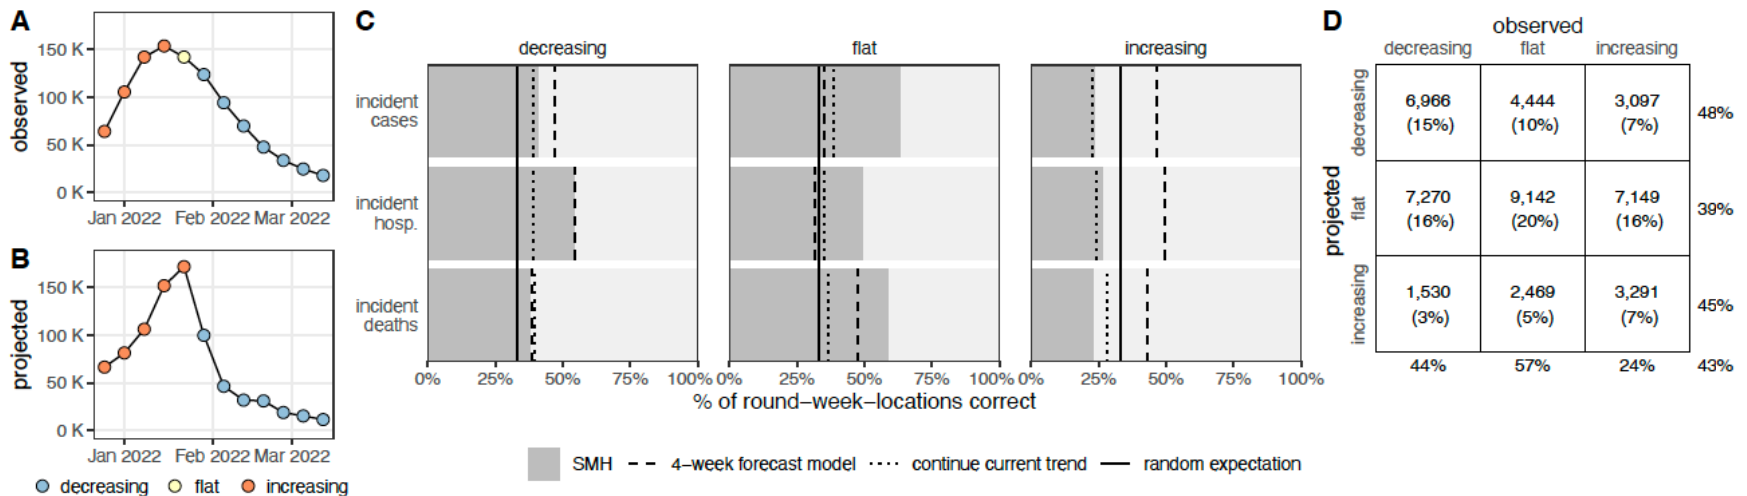 A
observed
150 K
100 K
50 K
0 K
Jan 2022 Feb 2022 Mar 2022
B
projected
150 K
100 K
50 K
0 K
Jan 2022 Feb 2022 Mar 2022
decreasing flat increasing
C
decreasing flat increasing
incident
cases
incident
hosp.
incident
deaths
0% 25% 50% 75% 100% 0% 25% 50% 75% 100% 0% 25% 50% 75% 100%
% of round-week-locations correct
SMH 4-week forecast model continue current trend random expectation
D
observed
decreasing flat increasing
projected
decreasing
6,966 4,444 3,097
(15%) (10%) (7%)
48%
flat
7,270 9,142 7,149
(16%) (20%) (16%)
39%
increasing
1,530 2,469 3,291
(3%) (5%) (7%)
45%
44% 57% 24% 43%